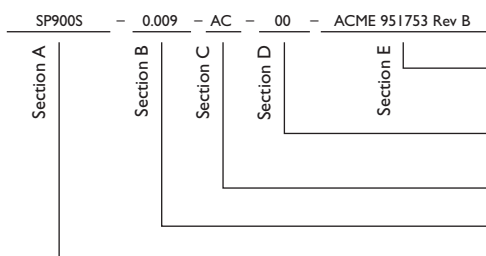 SP900S – 0.009 – AC – 00 – ACME 951753 Rev B
Section A
Section B
Section C
Section D
Section E